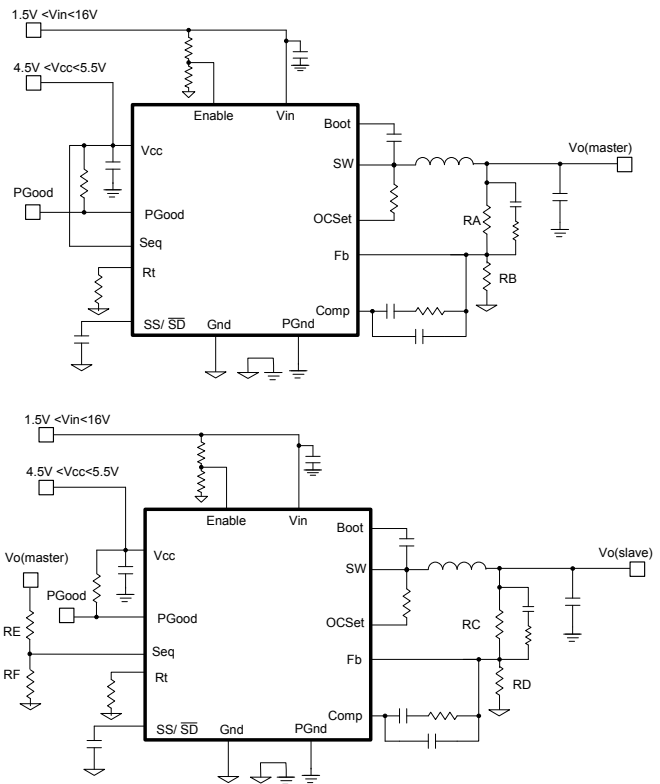 1.5V <Vin<16V
4.5V <Vcc<5.5V
Enable
Vin
Boot
Vcc
Vo(master)
SW
PGood
PGood
OCSet
RA
Seq
Fb
Rt
RB
Comp
SS/ SD
Gnd
PGnd
1.5V <Vin<16V
4.5V <Vcc<5.5V
Enable
Vin
Boot
Vo(master)
Vcc
Vo(slave)
SW
PGood
PGood
RE
OCSet
RC
Seq
Fb
RF
Rt
RD
Comp
SS/ SD
Gnd
PGnd